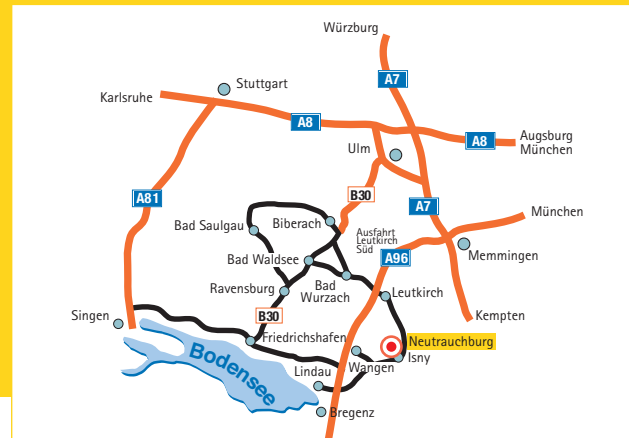 Würzburg
A7
Stuttgart
Karlsruhe
A8
A8
Augsburg
München
Ulm
A81
B30
A7
München
Biberach
Bad Saulgau
Ausfahrt
Leutkirch
Süd
Memmingen
Bad Waldsee
A96
Bad
Wurzach
Ravensburg
Leutkirch
B30
Singen
Kempten
Friedrichshafen
Neutrauchburg
Isny
Bodensee
Wangen
Lindau
Bregenz